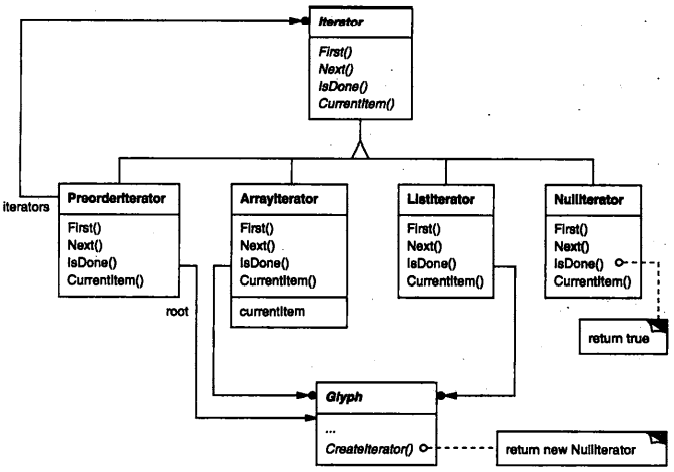 Iterator
First()
Next()
IsDone()
CurrentItem()
iterators
PreorderIterator
First()
Next()
IsDone()
CurrentItem()
root
ArrayIterator
First()
Next()
IsDone()
CurrentItem()
currentItem
ListIterator
First()
Next()
IsDone()
CurrentItem()
NullIterator
First()
Next()
IsDone()
CurrentItem()
return true
Glyph
...
CreateIterator()
return new NullIterator